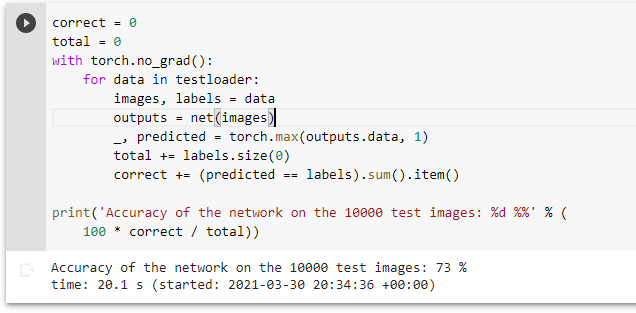 correct = 0
total = 0
with torch.no_grad():
    for data in testloader:
        images, labels = data
        outputs = net(images)
        _, predicted = torch.max(outputs.data, 1)
        total += labels.size(0)
        correct += (predicted == labels).sum().item()

print('Accuracy of the network on the 10000 test images: %d %%' % (
    100 * correct / total))
Accuracy of the network on the 10000 test images: 73 %
time: 20.1 s (started: 2021-03-30 20:34:36 +00:00)